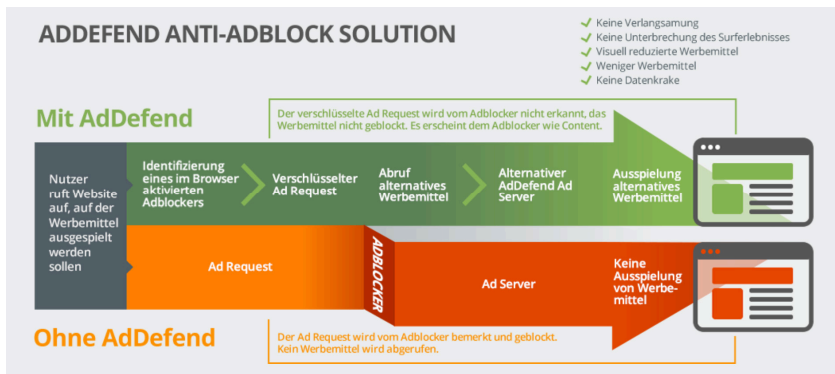 ADDEFEND ANTI-ADBLOCK SOLUTION
Keine Verlangsamung
Keine Unterbrechung des Surferlebnisses
Visuell reduzierte Werbemittel
Weniger Werbemittel
Keine Datenkrake
Mit AdDefend
Der verschlüsselte Ad Request wird vom Adblocker nicht erkannt, das
Werbemittel nicht geblockt. Es erscheint dem Adblocker wie Content.
Nutzer
ruft Website
auf, auf der
Werbemittel
ausgespielt
werden
sollen
Identifizierung
eines im Browser
aktivierten
Adblockers
Verschlüsselter
Ad Request
Abruf
alternatives
Werbemittel
Alternativer
AdDefend Ad
Server
Ausspielung
alternatives
Werbemittel
Ad Request
ADBLOCKER
Ad Server
Keine
Ausspielung
von Werbe-
mittel
Ohne AdDefend
Der Ad Request wird vom Adblocker bemerkt und geblockt.
Kein Werbemittel wird abgerufen.